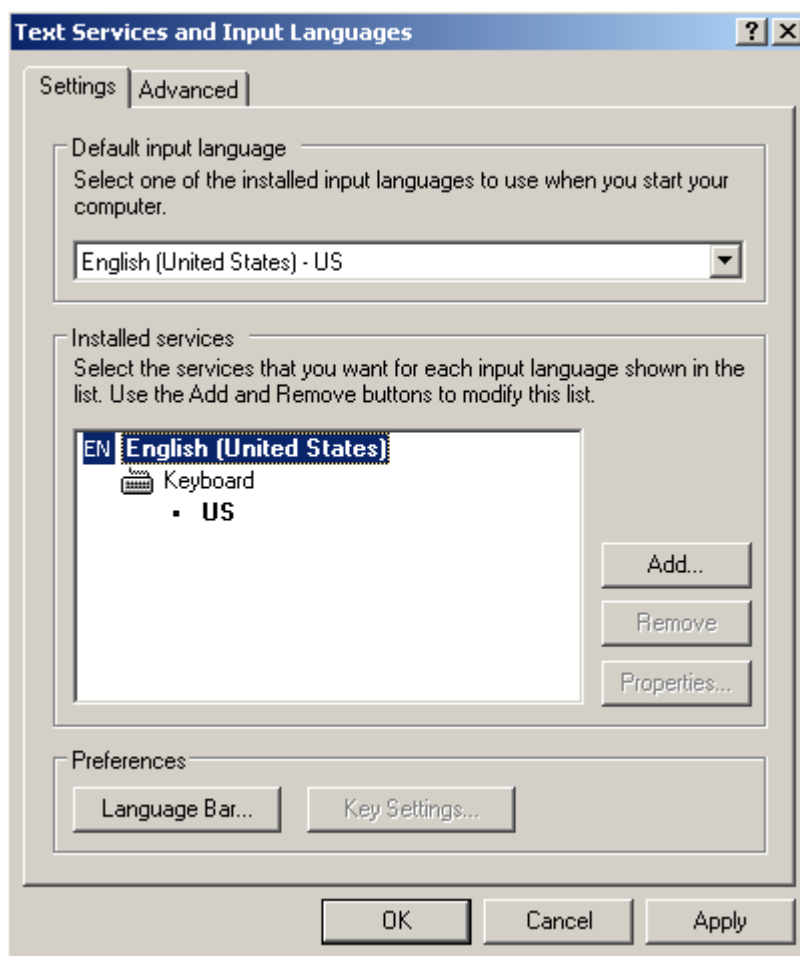 Text Services and Input Languages
Settings
Advanced
Default input language
Select one of the installed input languages to use when you start your
computer.
English (United States) - US
Installed services
Select the services that you want for each input language shown in the
list. Use the Add and Remove buttons to modify this list.
EN English (United States)
Keyboard
US
Add...
Remove
Properties...
Preferences
Language Bar...
Key Settings...
OK
Cancel
Apply